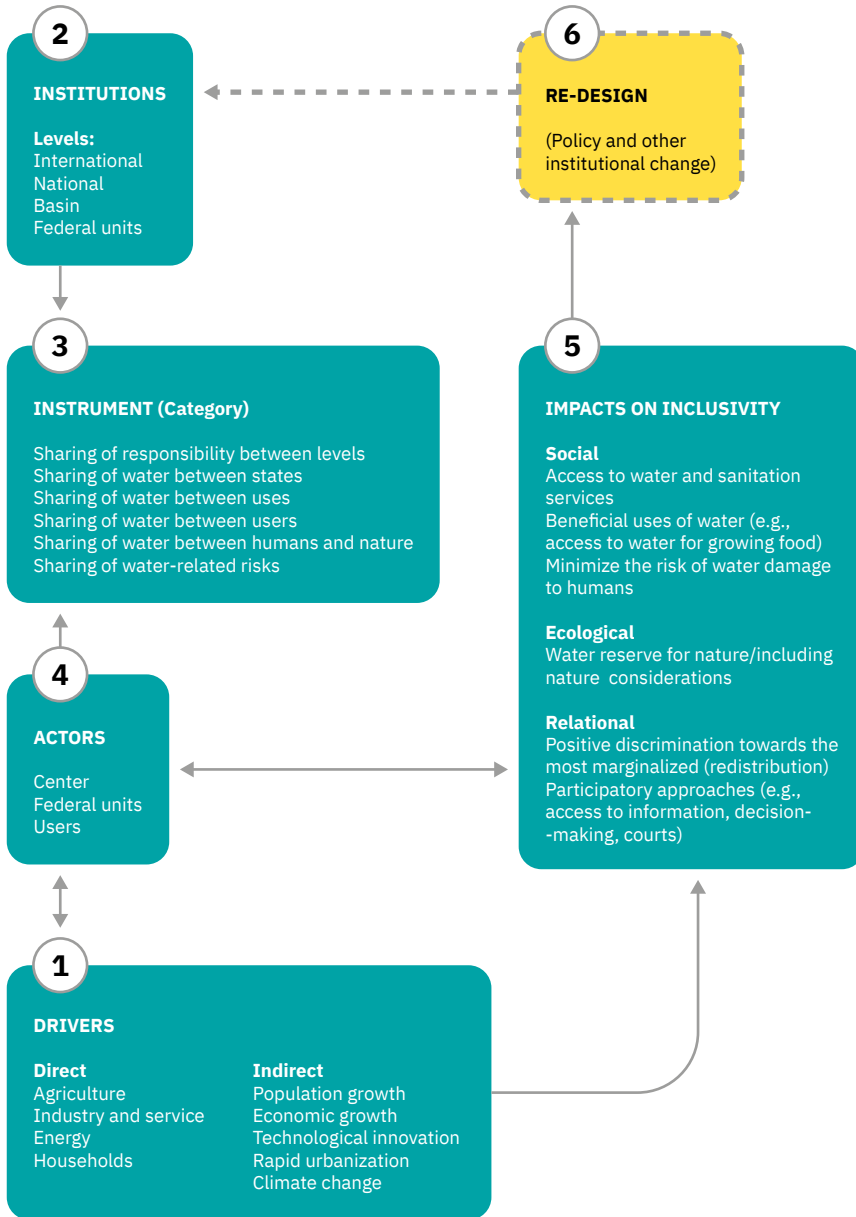 2
INSTITUTIONS
Levels:
International
National
Basin
Federal units
6
RE-DESIGN
(Policy and other
institutional change)
3
INSTRUMENT (Category)
Sharing of responsibility between levels
Sharing of water between states
Sharing of water between uses
Sharing of water between users
Sharing of water between humans and nature
Sharing of water-related risks
5
IMPACTS ON INCLUSIVITY
Social
Access to water and sanitation
services
Beneficial uses of water (e.g.,
access to water for growing food)
Minimize the risk of water damage
to humans
Ecological
Water reserve for nature/including
nature considerations
Relational
Positive discrimination towards the
most marginalized (redistribution)
Participatory approaches (e.g.,
access to information, decision-
-making, courts)
4
ACTORS
Center
Federal units
Users
1
DRIVERS
Direct
Agriculture
Industry and service
Energy
Households
Indirect
Population growth
Economic growth
Technological innovation
Rapid urbanization
Climate change